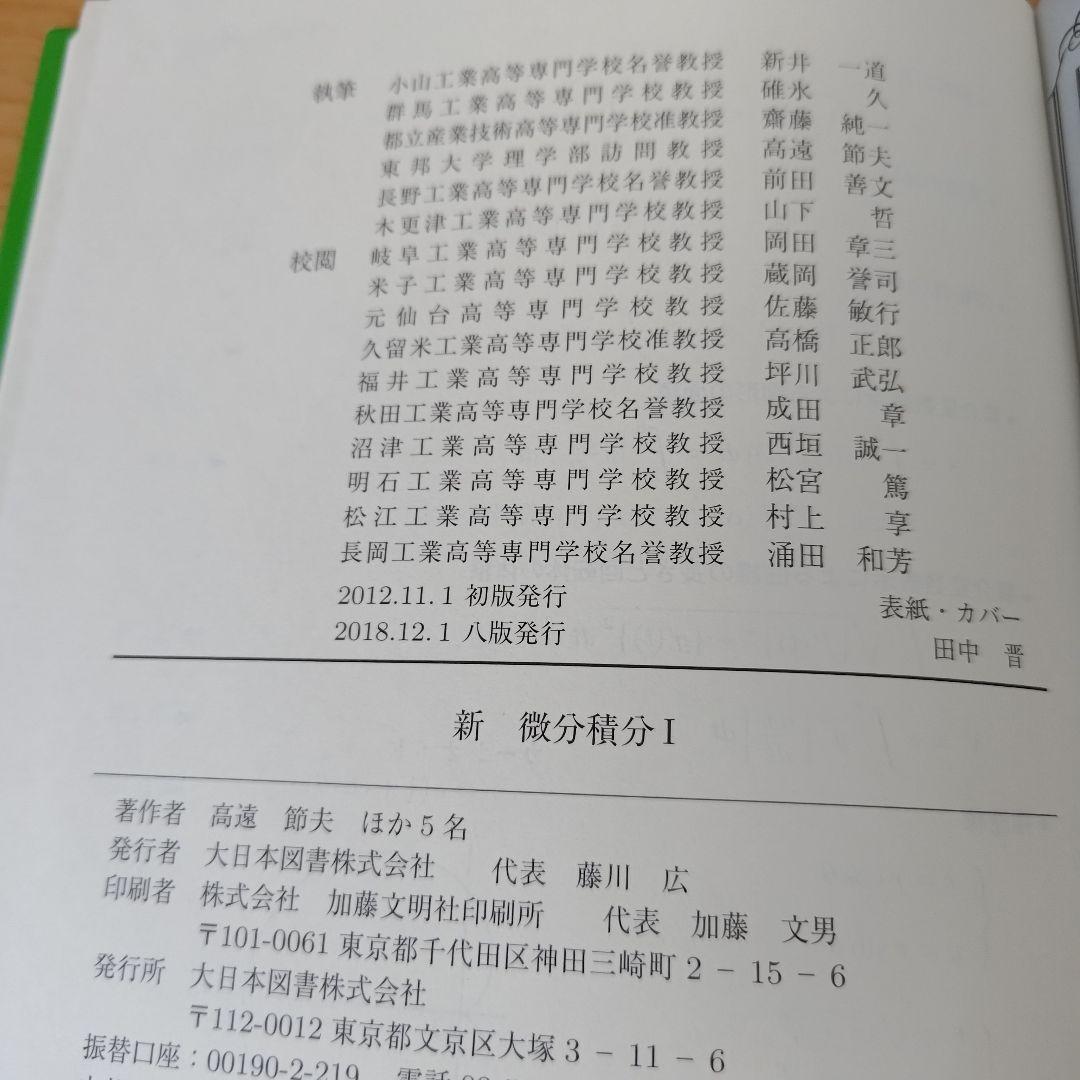 執筆 小山工業高等専門学校名誉教授 新井 一道
群馬工業高等専門学校教授 碓氷 久
都立産業技術高等専門学校准教授 齋藤 純一
東邦大学理学部訪問教授 高遠 節夫
長野工業高等専門学校名誉教授 前田 善文
木更津工業高等専門学校教授 山下 哲
校閲 岐阜工業高等専門学校教授 岡田 章三
米子工業高等専門学校教授 蔵岡 誉司
元仙台高等専門学校教授 佐藤 敏行
久留米工業高等専門学校准教授 高橋 正郎
福井工業高等専門学校教授 坪川 武弘
秋田工業高等専門学校名誉教授 成田 章
沼津工業高等専門学校教授 西垣 誠一
明石工業高等専門学校教授 松宮 篤
松江工業高等専門学校教授 村上 享
長岡工業高等専門学校名誉教授 涌田 和芳
2012.11.1 初版発行
表紙・カバー
2018.12.1 八版発行
田中 晋
新 微分積分I
著作者 高遠 節夫 ほか5名
発行者 大日本図書株式会社 代表 藤川 広
印刷者 株式会社 加藤文明社印刷所 代表 加藤 文男
〒101-0061 東京都千代田区神田三崎町 2 − 15 − 6
発行所 大日本図書株式会社
〒112-0012 東京都文京区大塚 3 − 11 − 6
振替口座：00190-2-219 電話